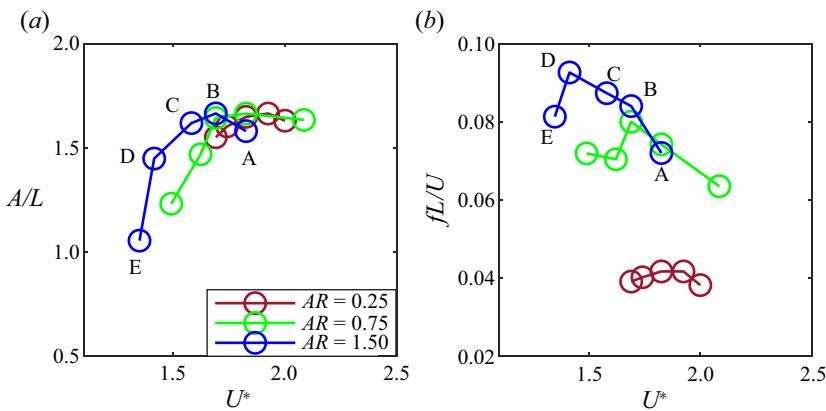 (a)
2.0
1.5
1.0
0.5
A/L
1.5
2.0
2.5
U*
A
B
C
D
E
AR = 0.25
AR = 0.75
AR = 1.50
(b)
0.10
0.08
0.06
0.04
0.02
fL/U
1.5
2.0
2.5
U*
D
C
B
E
A